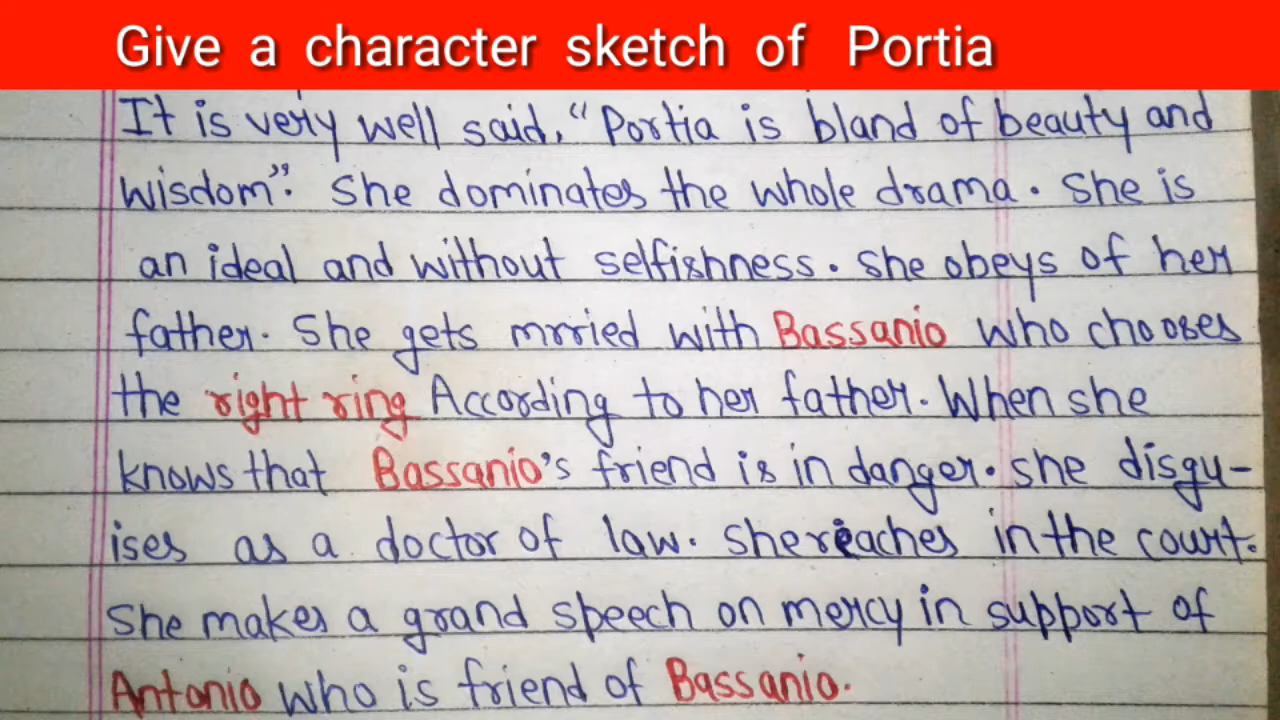 Give a character sketch of Portia
It is very well said, "Portia is bland of beauty and
wisdom". She dominates the whole drama. She is
an ideal and without selfishness. She obeys of her
father. She gets mrried with Bassanio who chooses
the right ring According to her father. When she
knows that Bassanio's friend is in danger. she disgu-
ises as a doctor of law. She reaches in the court.
She makes a grand speech on mercy in support of
Antonio who is friend of Bassanio.